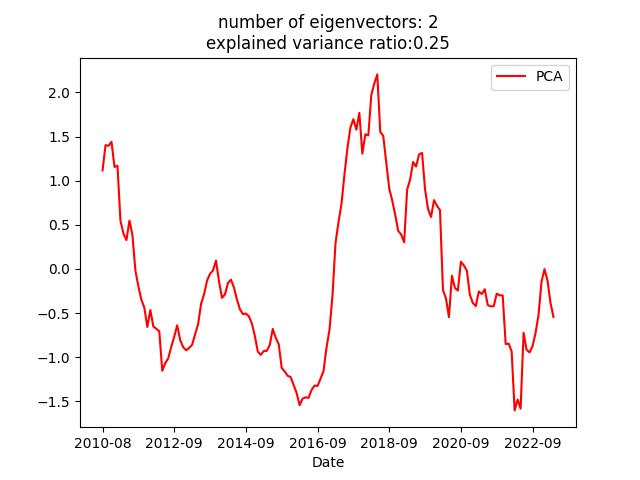 number of eigenvectors: 2
explained variance ratio:0.25
PCA
2.0
1.5
1.0
0.5
0.0
−0.5
−1.0
−1.5
2010-08 2012-09 2014-09 2016-09 2018-09 2020-09 2022-09
Date